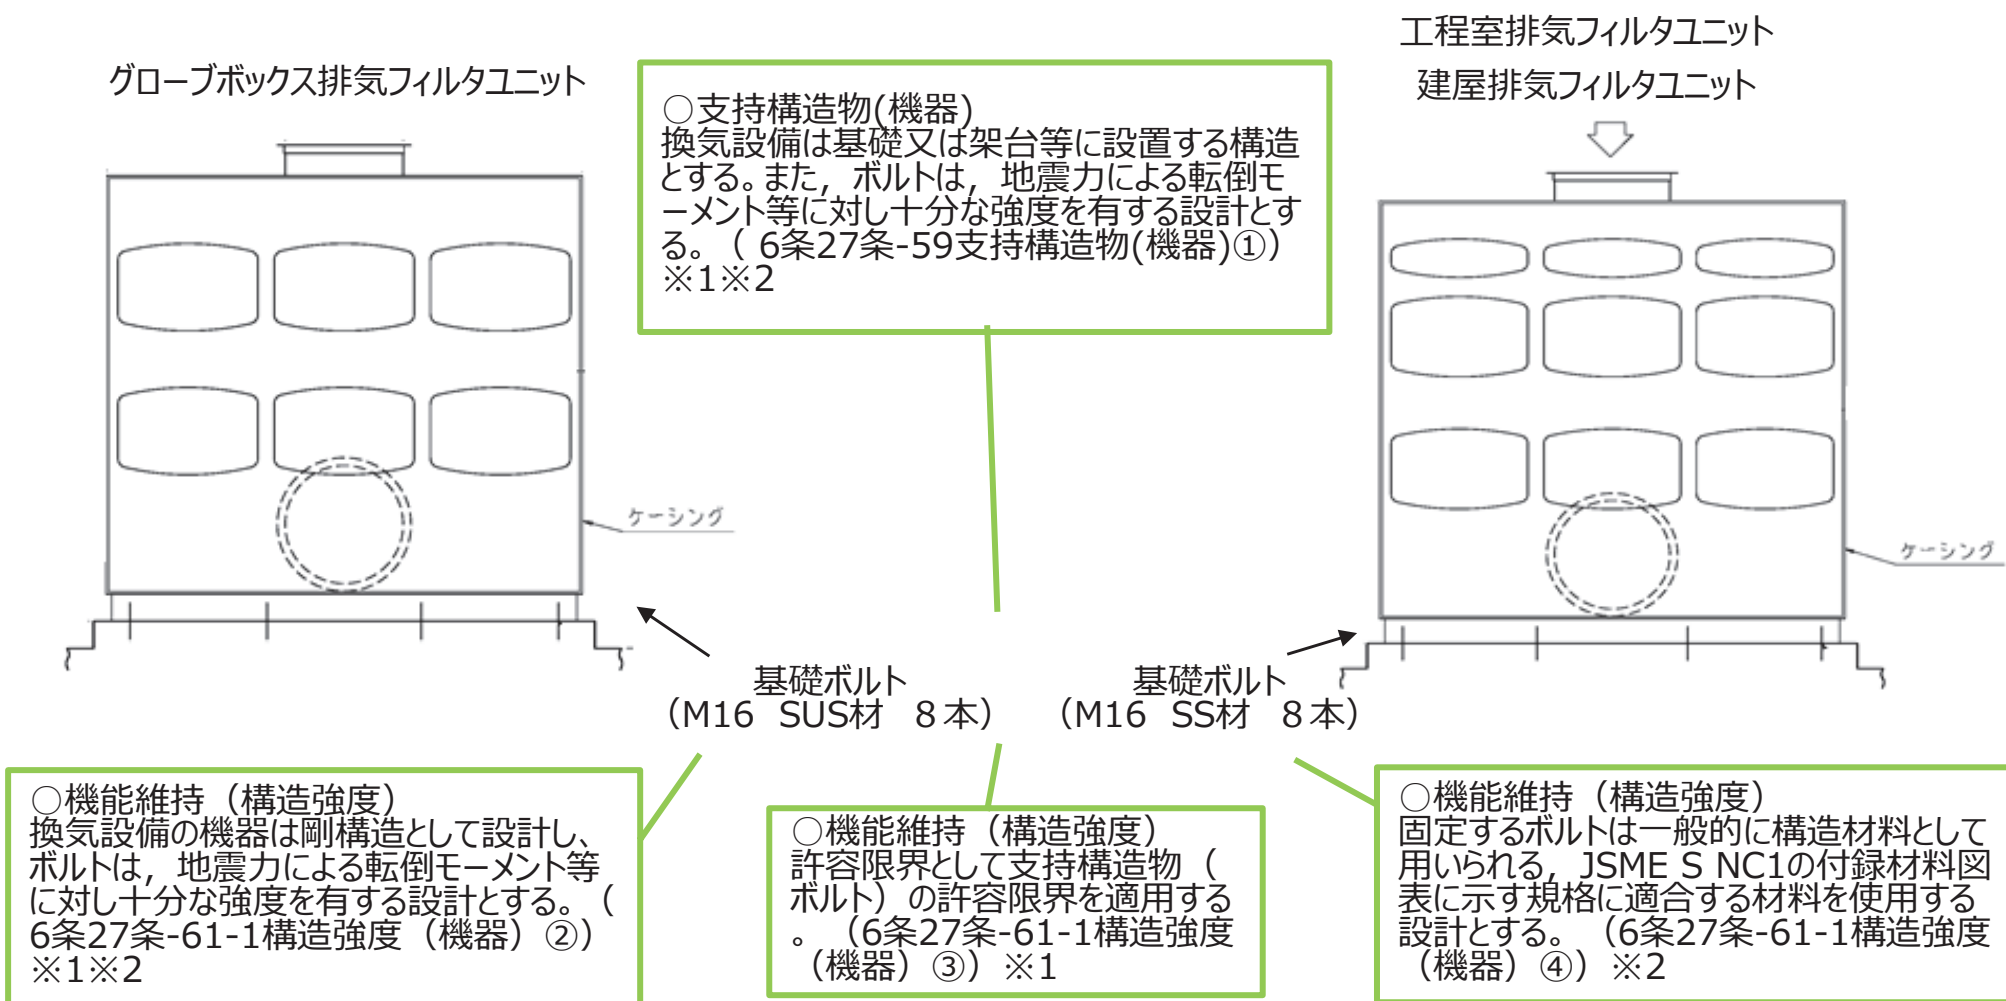 グローブボックス排気フィルタユニット
工程室排気フィルタユニット
建屋排気フィルタユニット
○支持構造物(機器)
換気設備は基礎又は架台等に設置する構造
とする。また，ボルトは，地震力による転倒モ
ーメント等に対し十分な強度を有する設計とす
る。（ 6条27条-59支持構造物(機器)①）
※1※2
ケーシング
ケーシング
基礎ボルト
（M16　SUS材　８本）
基礎ボルト
（M16　SS材　８本）
○機能維持（構造強度）
換気設備の機器は剛構造として設計し、
ボルトは，地震力による転倒モーメント等
に対し十分な強度を有する設計とする。（
6条27条-61-1構造強度（機器）②）
※1※2
○機能維持（構造強度）
許容限界として支持構造物（
ボルト）の許容限界を適用する
。（6条27条-61-1構造強度
（機器）③）※1
○機能維持（構造強度）
固定するボルトは一般的に構造材料として
用いられる，JSME S NC1の付録材料図
表に示す規格に適合する材料を使用する
設計とする。（6条27条-61-1構造強度
（機器）④）※2